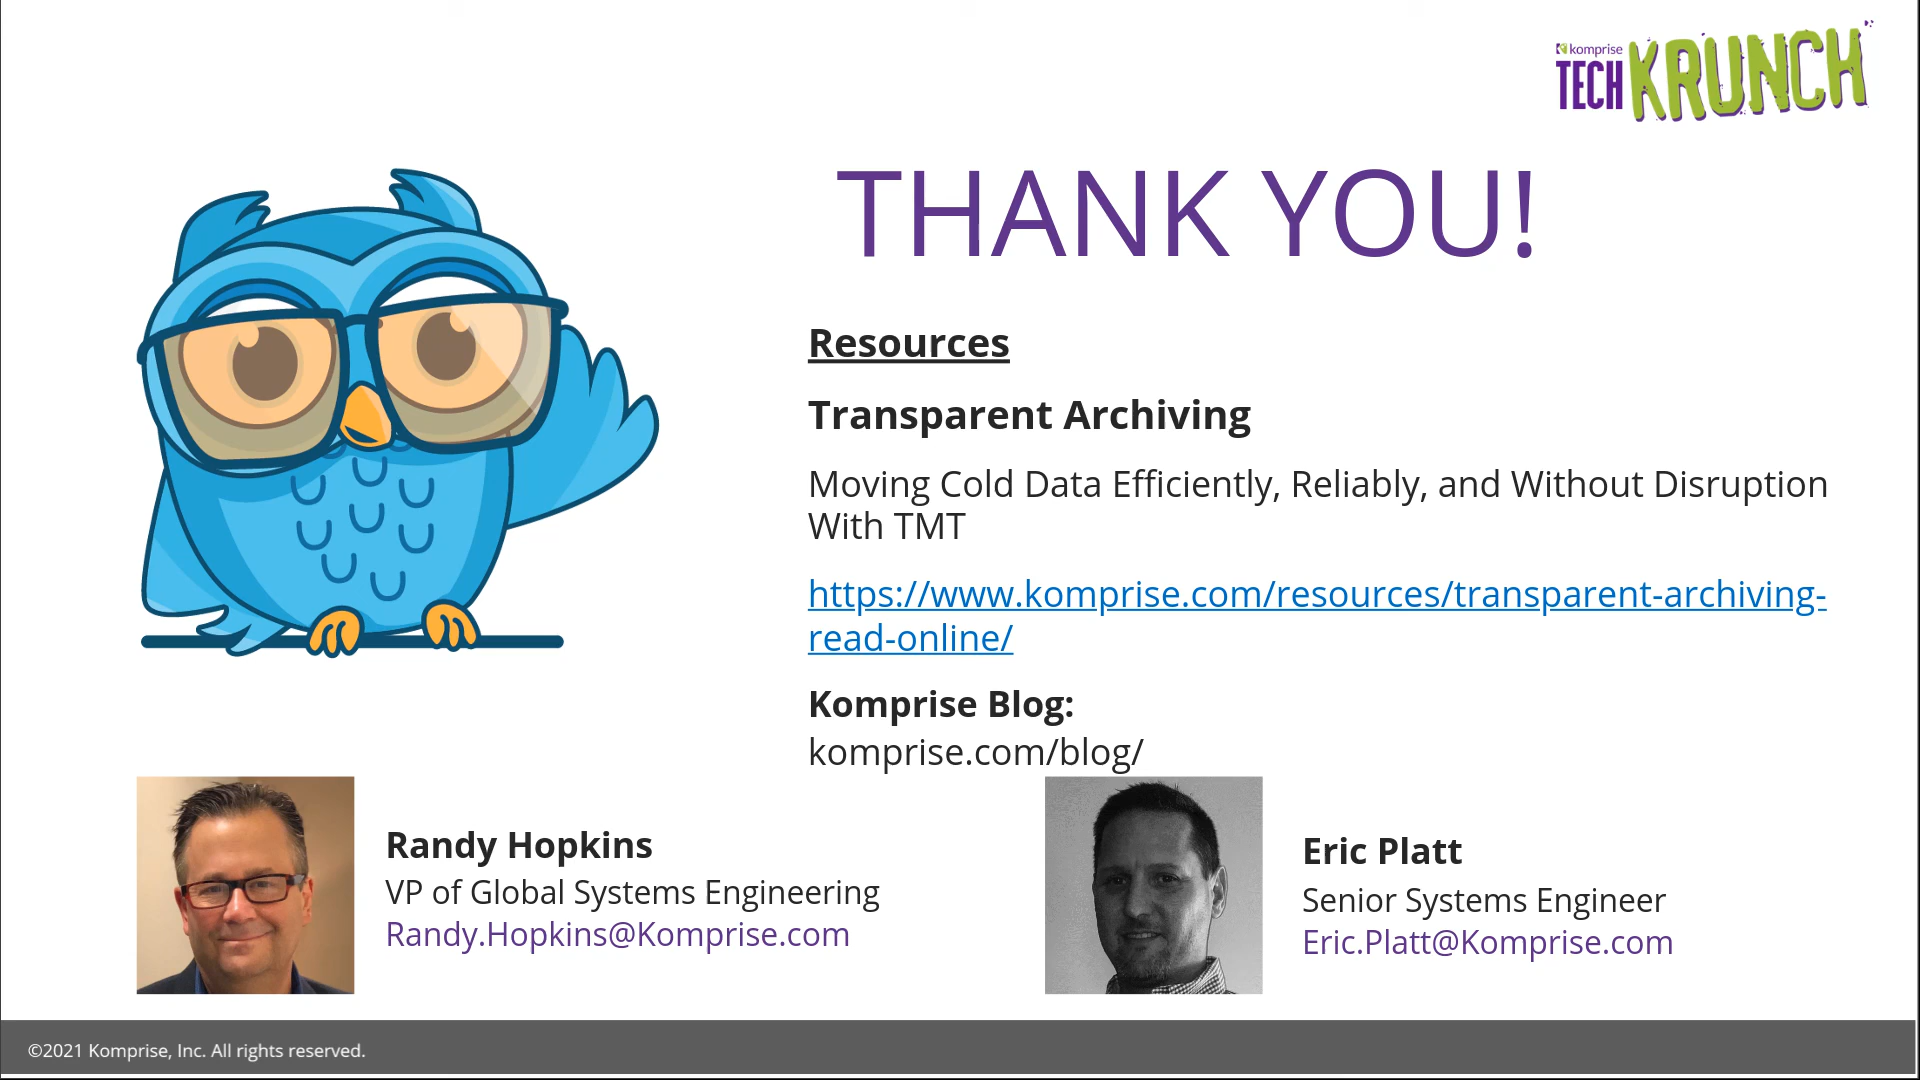 komprise
TECH KRUNCH
THANK YOU!
Resources
Transparent Archiving
Moving Cold Data Efficiently, Reliably, and Without Disruption
With TMT
https://www.komprise.com/resources/transparent-archiving-
read-online/
Komprise Blog:
komprise.com/blog/
Randy Hopkins
VP of Global Systems Engineering
Randy.Hopkins@Komprise.com
Eric Platt
Senior Systems Engineer
Eric.Platt@Komprise.com
©2021 Komprise, Inc. All rights reserved.